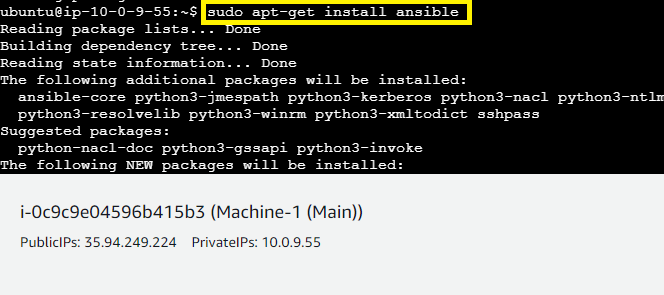 ubuntu@ip-10-0-9-55:~$ sudo apt-get install ansible
Reading package lists... Done
Building dependency tree... Done
Reading state information... Done
The following additional packages will be installed:
  ansible-core python3-jmespath python3-kerberos python3-nacl python3-ntlm
  python3-resolvelib python3-winrm python3-xmltodict sshpass
Suggested packages:
  python-nacl-doc python3-gssapi python3-invoke
The following NEW packages will be installed:
i-0c9c9e04596b415b3 (Machine-1 (Main))
PublicIPs: 35.94.249.224 PrivateIPs: 10.0.9.55